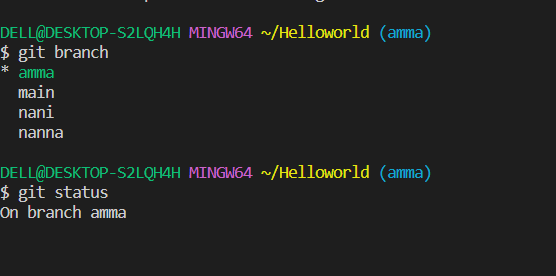 DELL@DESKTOP-S2LQH4H MINGW64 ~/Helloworld (amma)
$ git branch
* amma
  main
  nani
  nanna
DELL@DESKTOP-S2LQH4H MINGW64 ~/Helloworld (amma)
$ git status
On branch amma